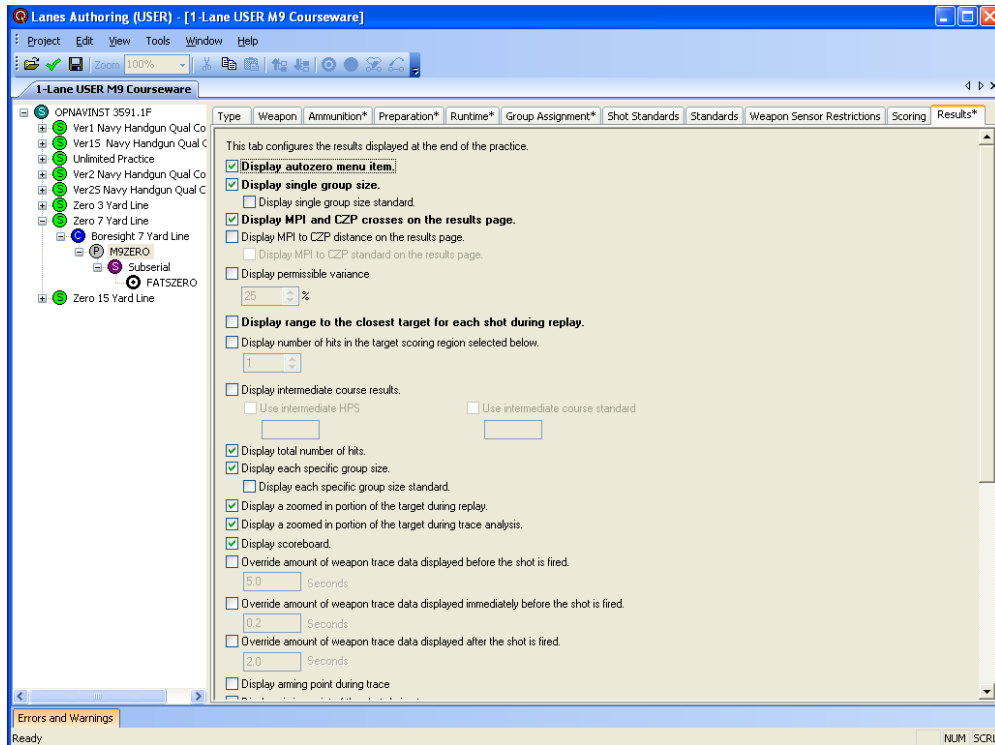 Lanes Authoring (USER) - [1-Lane USER M9 Courseware]
Project Edit View Tools Window Help
Zoom 100%
1-Lane USER M9 Courseware
OPNAVINST 3591.1F
Ver1 Navy Handgun Qual Co
Ver1S Navy Handgun Qual C
Unlimited Practice
Ver2 Navy Handgun Qual Co
Ver2S Navy Handgun Qual C
Zero 3 Yard Line
Zero 7 Yard Line
Boresight 7 Yard Line
M9ZERO
Subserial
FATSZERO
Zero 15 Yard Line
Type Weapon Ammunition* Preparation* Runtime* Group Assignment* Shot Standards Standards Weapon Sensor Restrictions Scoring Results*
This tab configures the results displayed at the end of the practice.
Display autozero menu item.
Display single group size.
Display single group size standard.
Display MPI and CZP crosses on the results page.
Display MPI to CZP distance on the results page.
Display MPI to CZP standard on the results page.
Display permissible variance
25 %
Display range to the closest target for each shot during replay.
Display number of hits in the target scoring region selected below.
1
Display intermediate course results.
Use intermediate HPS Use intermediate course standard
Display total number of hits.
Display each specific group size.
Display each specific group size standard.
Display a zoomed in portion of the target during replay.
Display a zoomed in portion of the target during trace analysis.
Display scoreboard.
Override amount of weapon trace data displayed before the shot is fired.
5.0 Seconds
Override amount of weapon trace data displayed immediately before the shot is fired.
0.2 Seconds
Override amount of weapon trace data displayed after the shot is fired.
2.0 Seconds
Display arming point during trace
Errors and Warnings
Ready NUM SCRL